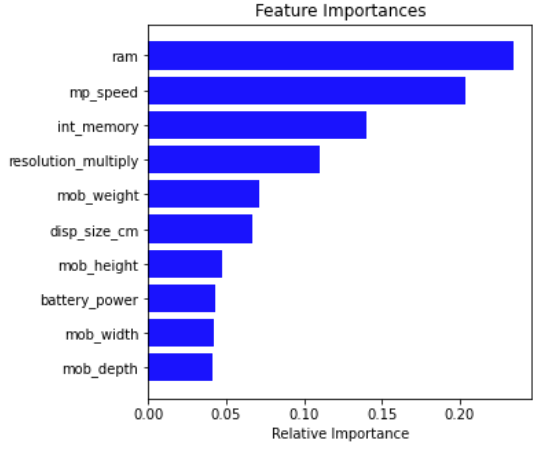 Feature Importances
ram
mp_speed
int_memory
resolution_multiply
mob_weight
disp_size_cm
mob_height
battery_power
mob_width
mob_depth
0.00 0.05 0.10 0.15 0.20
Relative Importance